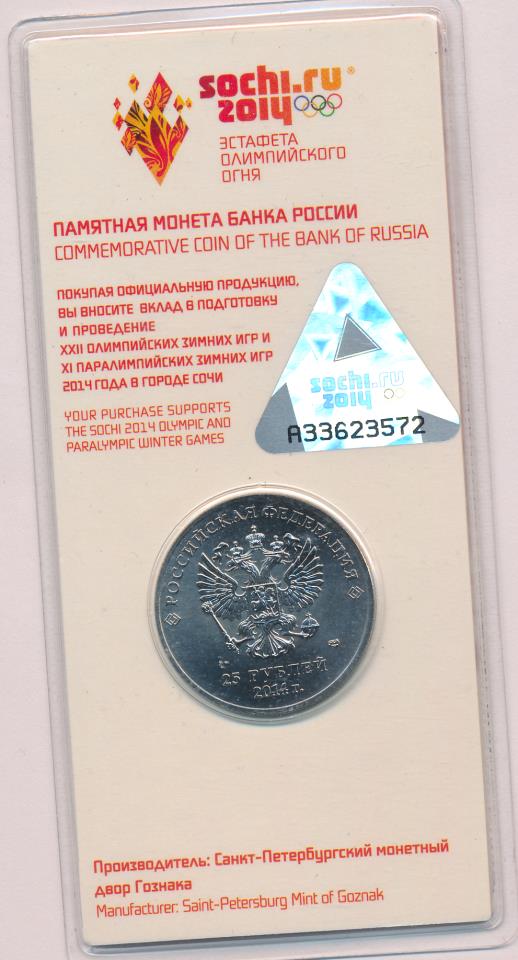 sochi.ru
2014
ЭСТАФЕТА
ОЛИМПИЙСКОГО
ОГНЯ
ПАМЯТНАЯ МОНЕТА БАНКА РОССИИ
COMMEMORATIVE COIN OF THE BANK OF RUSSIA
ПОКУПАЯ ОФИЦИАЛЬНУЮ ПРОДУКЦИЮ,
ВЫ ВНОСИТЕ ВКЛАД В ПОДГОТОВКУ
И ПРОВЕДЕНИЕ
XXII ОЛИМПИЙСКИХ ЗИМНИХ ИГР И
XI ПАРАЛИМПИЙСКИХ ЗИМНИХ ИГР
2014 ГОДА В ГОРОДЕ СОЧИ
YOUR PURCHASE SUPPORTS
THE SOCHI 2014 OLYMPIC AND
PARALYMPIC WINTER GAMES
sochi.ru
2014
A33623572
РОССИЙСКАЯ ФЕДЕРАЦИЯ
25 РУБЛЕЙ
2014 г.
Производитель: Санкт-Петербургский монетный
двор Гознака
Manufacturer: Saint-Petersburg Mint of Goznak